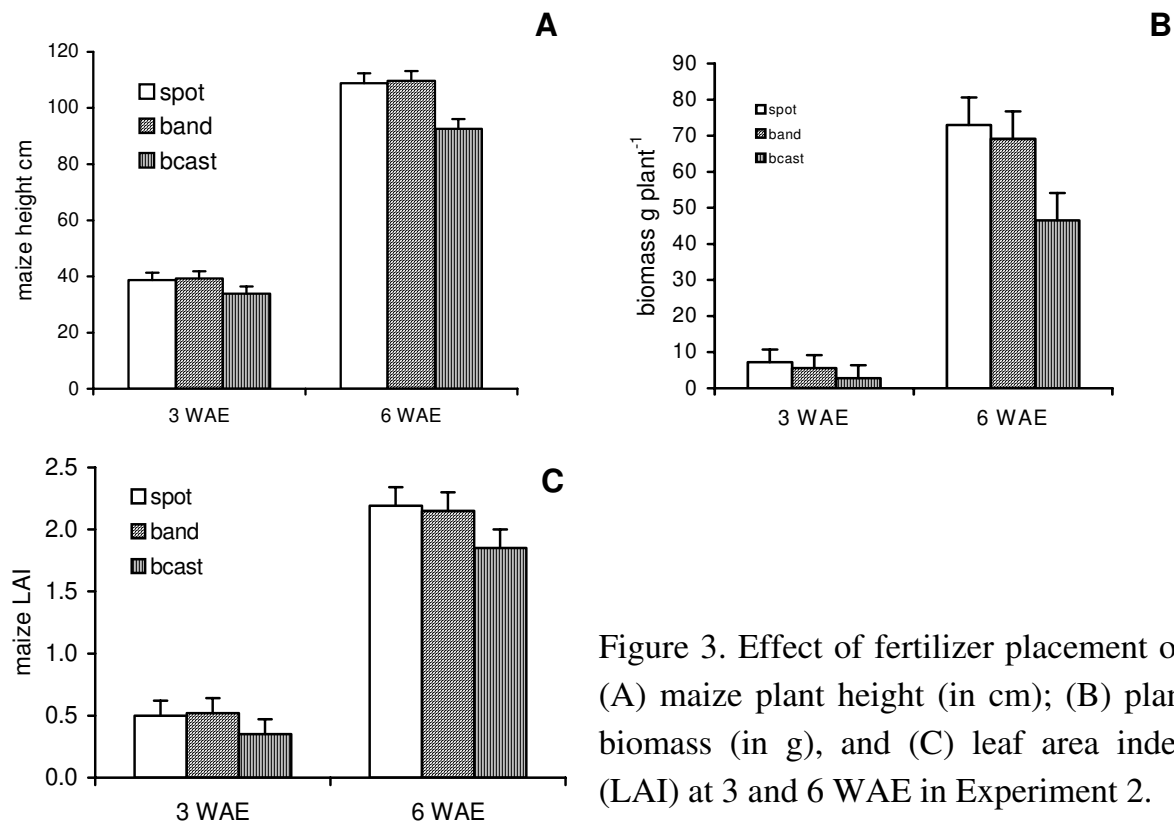 A
120
100
80
60
40
20
0
maize height cm
spot
band
bcast
3 WAE
6 WAE
B
90
80
70
60
50
40
30
20
10
0
biomass g plant-1
spot
band
bcast
3 WAE
6 WAE
C
2.5
2.0
1.5
1.0
0.5
0.0
maize LAI
spot
band
bcast
3 WAE
6 WAE
Figure 3. Effect of fertilizer placement o
(A) maize plant height (in cm); (B) plan
biomass (in g), and (C) leaf area inde
(LAI) at 3 and 6 WAE in Experiment 2.